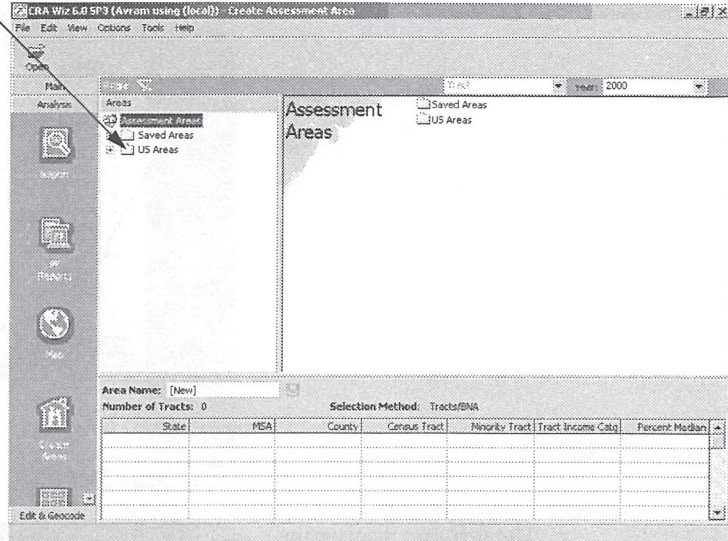 CRA Wiz 6.0 SP3 (Avram using (local)) - Create Assessment Area
File Edit View Options Tools Help
Open
Main
Analysis
Tract
Year: 2000
Areas
Assessment Areas
Saved Areas
US Areas
Assessment
Areas
Saved Areas
US Areas
Reports
Map
Create
Areas
Edit & Geocode
Area Name: [New]
Number of Tracts: 0
Selection Method: Tracts/BNA
State MSA County Census Tract Minority Tract Tract Income Catg Percent Median